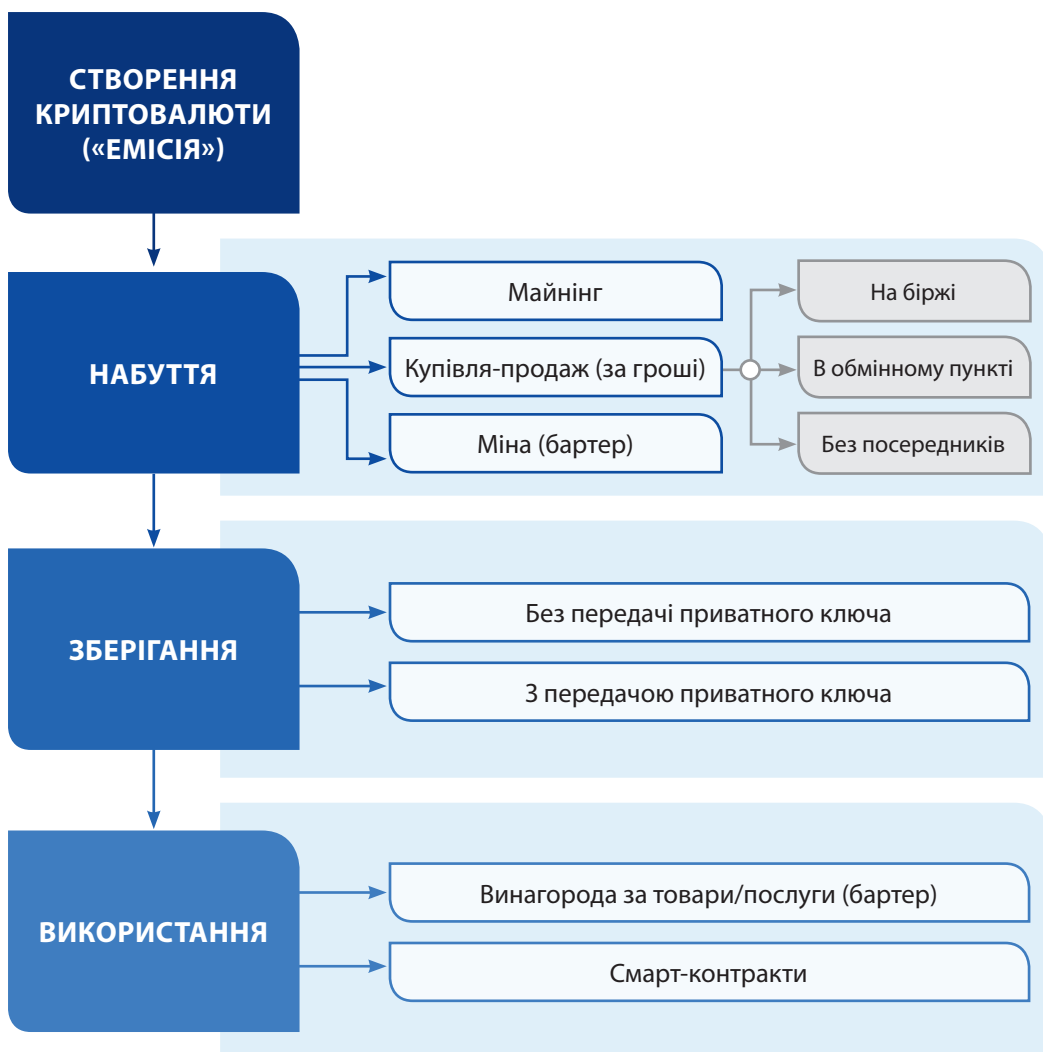 СТВОРЕННЯ
КРИПТОВАЛЮТИ
(«ЕМІСІЯ»)
НАБУТТЯ
Майнінг
Купівля-продаж (за гроші)
Міна (бартер)
На біржі
В обмінному пункті
Без посередників
ЗБЕРІГАННЯ
Без передачі приватного ключа
З передачою приватного ключа
ВИКОРИСТАННЯ
Винагорода за товари/послуги (бартер)
Смарт-контракти